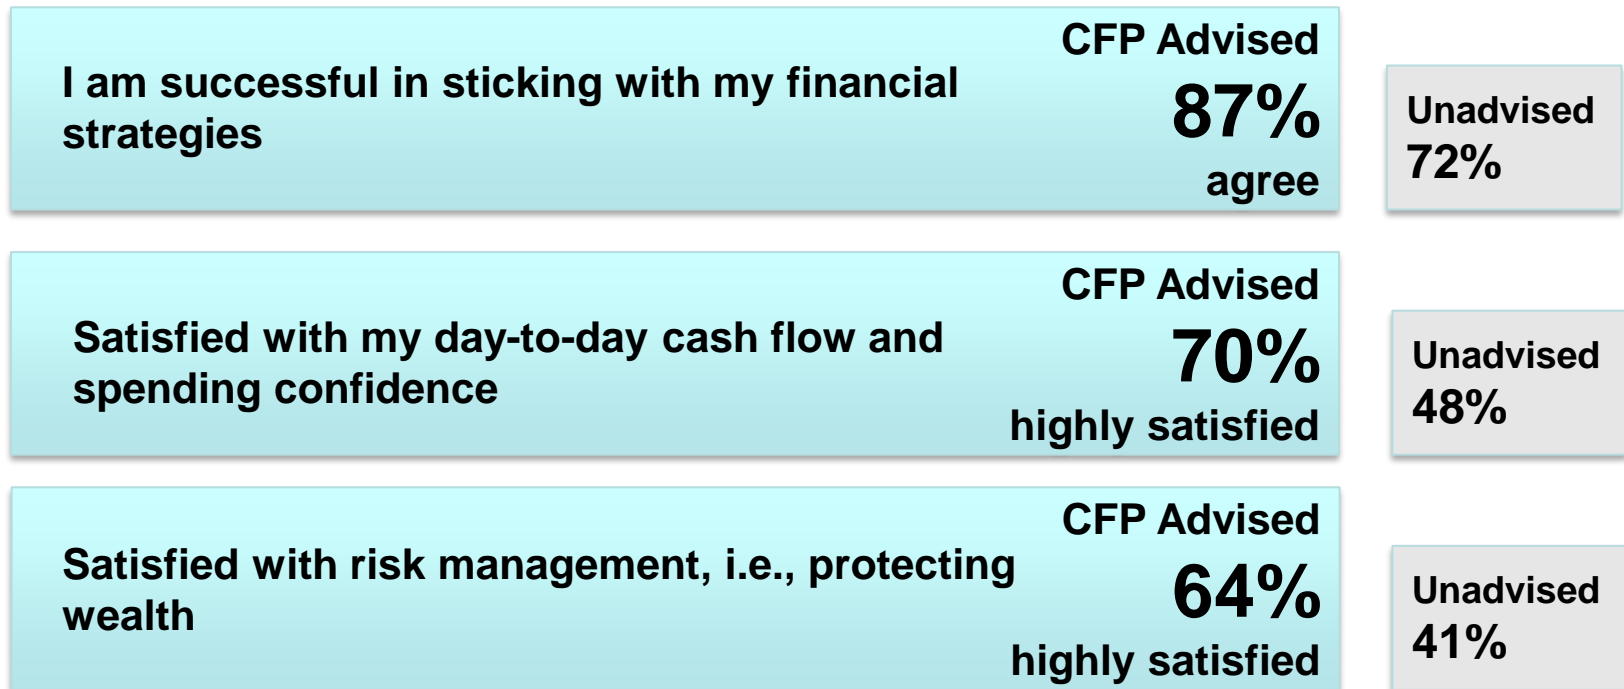 CFP Advised
I am successful in sticking with my financial
strategies
87%
agree
Unadvised
72%
CFP Advised
Satisfied with my day-to-day cash flow and
spending confidence
70%
highly satisfied
Unadvised
48%
CFP Advised
Satisfied with risk management, i.e., protecting
wealth
64%
highly satisfied
Unadvised
41%